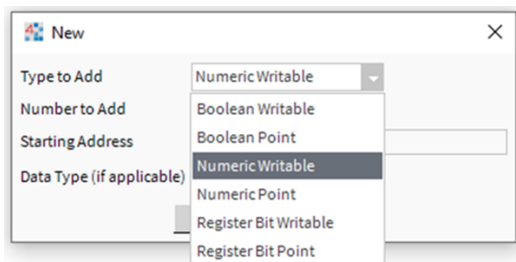 New
Type to Add Numeric Writable
Number to Add Boolean Writable
Boolean Point
Starting Address
Numeric Writable
Data Type (if applicable)
Numeric Point
Register Bit Writable
Register Bit Point